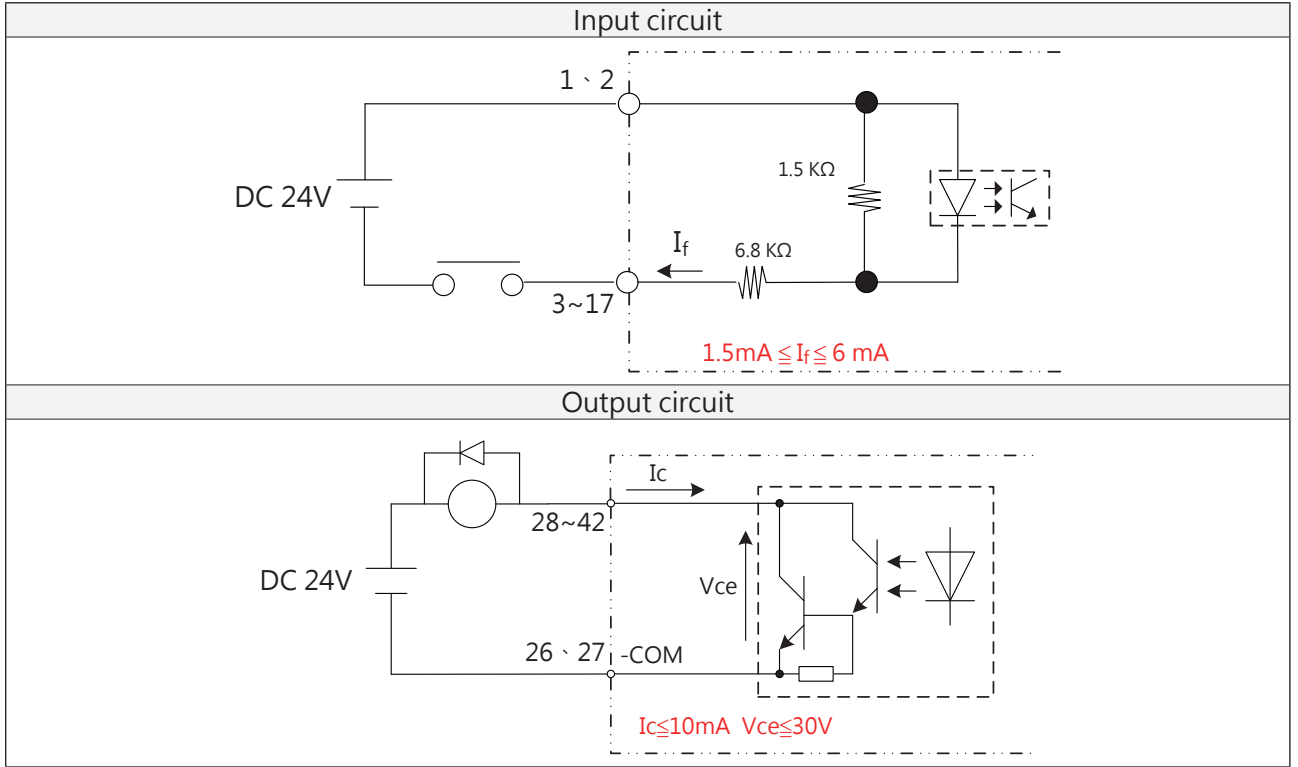 Input circuit
1、2
DC 24V
1.5 KΩ
If
6.8 KΩ
3~17
1.5mA ≦ If ≦ 6 mA
Output circuit
Ic
28~42
DC 24V
Vce
26、27 -COM
Ic≦10mA Vce≦30V